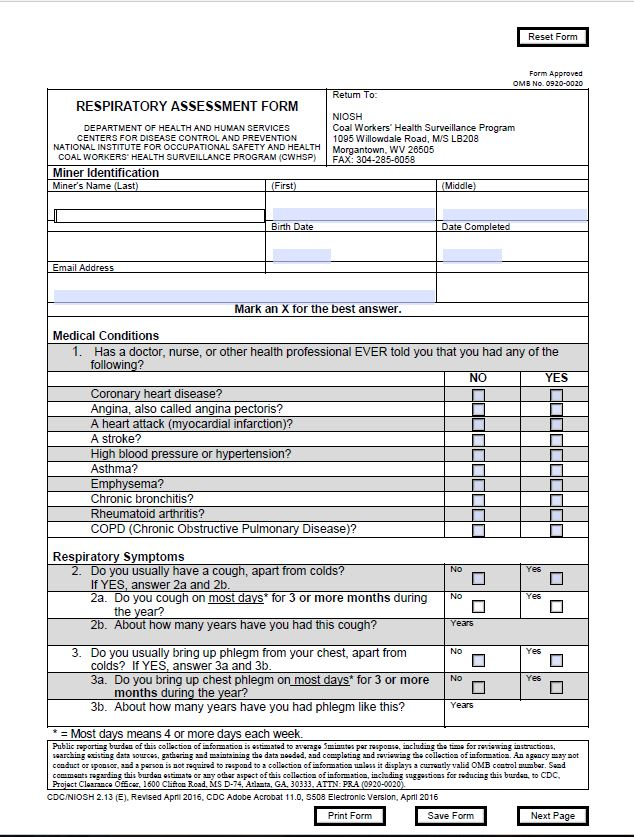 Reset Form
Form Approved
OMB No. 0920-0020
RESPIRATORY ASSESSMENT FORM
DEPARTMENT OF HEALTH AND HUMAN SERVICES
CENTERS FOR DISEASE CONTROL AND PREVENTION
NATIONAL INSTITUTE FOR OCCUPATIONAL SAFETY AND HEALTH
COAL WORKERS' HEALTH SURVEILLANCE PROGRAM (CWHSP)
Return To:
NIOSH
Coal Workers' Health Surveillance Program
1095 Willowdale Road, M/S LB208
Morgantown, WV 26505
FAX: 304-285-6058
Miner Identification
Miner's Name (Last) (First) (Middle)
Birth Date Date Completed
Email Address
Mark an X for the best answer.
Medical Conditions
1. Has a doctor, nurse, or other health professional EVER told you that you had any of the
following?
NO YES
Coronary heart disease?
Angina, also called angina pectoris?
A heart attack (myocardial infarction)?
A stroke?
High blood pressure or hypertension?
Asthma?
Emphysema?
Chronic bronchitis?
Rheumatoid arthritis?
COPD (Chronic Obstructive Pulmonary Disease)?
Respiratory Symptoms
2. Do you usually have a cough, apart from colds? No Yes
If YES, answer 2a and 2b.
2a. Do you cough on most days* for 3 or more months during No Yes
the year?
2b. About how many years have you had this cough? Years
3. Do you usually bring up phlegm from your chest, apart from No Yes
colds? If YES, answer 3a and 3b.
3a. Do you bring up chest phlegm on most days* for 3 or more No Yes
months during the year?
3b. About how many years have you had phlegm like this? Years
* = Most days means 4 or more days each week.
Public reporting burden of this collection of information is estimated to average 5minutes per response, including the time for reviewing instructions,
searching existing data sources, gathering and maintaining the data needed, and completing and reviewing the collection of information. An agency may not
conduct or sponsor, and a person is not required to respond to a collection of information unless it displays a currently valid OMB control number. Send
comments regarding this burden estimate or any other aspect of this collection of information, including suggestions for reducing this burden, to CDC,
Project Clearance Officer, 1600 Clifton Road, MS D-74, Atlanta, GA, 30333, ATTN: PRA (0920-0020).
CDC/NIOSH 2.13 (E), Revised April 2016, CDC Adobe Acrobat 11.0, S508 Electronic Version, April 2016
Print Form Save Form Next Page